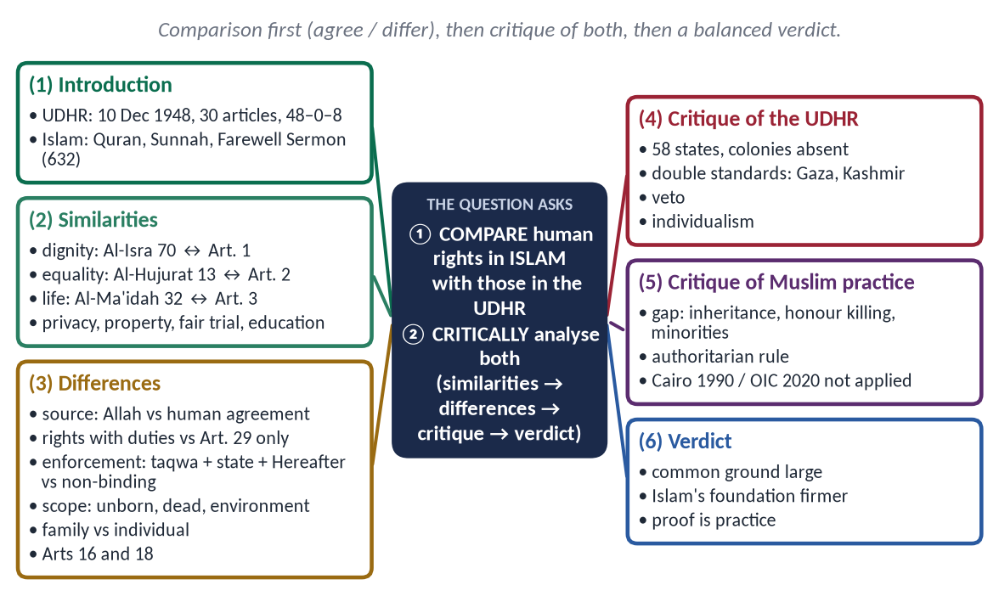 Comparison first (agree / differ), then critique of both, then a balanced verdict.
(1) Introduction
• UDHR: 10 Dec 1948, 30 articles, 48–0–8
• Islam: Quran, Sunnah, Farewell Sermon
(632)
(2) Similarities
• dignity: Al-Isra 70 ↔ Art. 1
• equality: Al-Hujurat 13 ↔ Art. 2
• life: Al-Ma'idah 32 ↔ Art. 3
• privacy, property, fair trial, education
(3) Differences
• source: Allah vs human agreement
• rights with duties vs Art. 29 only
• enforcement: taqwa + state + Hereafter
vs non-binding
• scope: unborn, dead, environment
• family vs individual
• Arts 16 and 18
THE QUESTION ASKS
① COMPARE human
rights in ISLAM
with those in the
UDHR
② CRITICALLY analyse
both
(similarities →
differences →
critique → verdict)
(4) Critique of the UDHR
• 58 states, colonies absent
• double standards: Gaza, Kashmir
• veto
• individualism
(5) Critique of Muslim practice
• gap: inheritance, honour killing,
minorities
• authoritarian rule
• Cairo 1990 / OIC 2020 not applied
(6) Verdict
• common ground large
• Islam's foundation firmer
• proof is practice